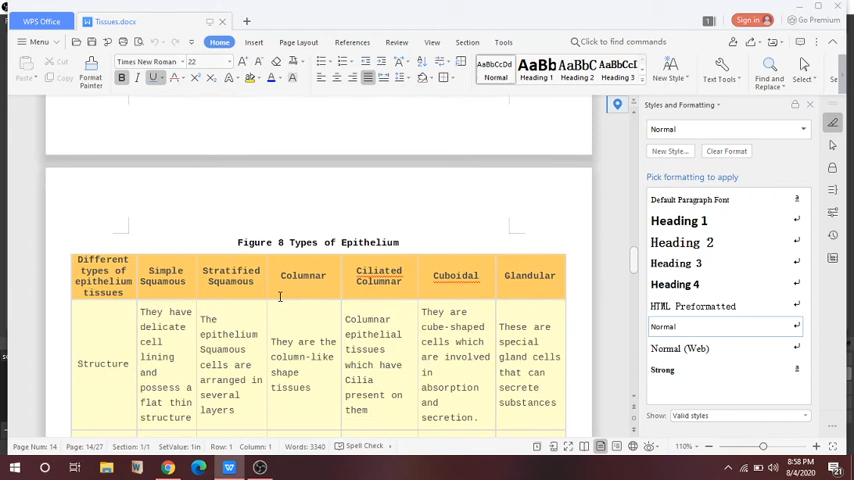 WPS Office
Tissues.docx
1
Sign in
Go Premium
Menu
Home
Insert
Page Layout
References
Review
View
Section
Tools
Click to find commands
Paste
Cut
Copy
Format Painter
Times New Roman
22
AaBbCcDd
Normal
AaBb
Heading 1
AaBbC
Heading 2
AaBbCcI
Heading 3
New Style...
Text Tools
Find and Replace
Select
Styles and Formatting
Normal
New Style...
Clear Format
Pick formatting to apply
Default Paragraph Font
Heading 1
Heading 2
Heading 3
Heading 4
HTML Preformatted
Normal
Normal (Web)
Strong
Show:
Valid styles
Figure 8 Types of Epithelium
Different types of epithelium tissues
Simple Squamous
Stratified Squamous
Columnar
Ciliated Columnar
Cuboidal
Glandular
Structure
They have delicate cell lining and possess a flat thin structure
The epithelium Squamous cells are arranged in several layers
They are the column-like shape tissues
Columnar epithelial tissues which have Cilia present on them
They are cube-shaped cells which are involved in absorption and secretion.
These are special gland cells that can secrete substances
Page Num: 14
Page: 14/27
Section: 1/1
SetValue: 1in
Row: 1
Column: 1
Words: 3340
Spell Check
110%
8:58 PM
8/4/2020
21